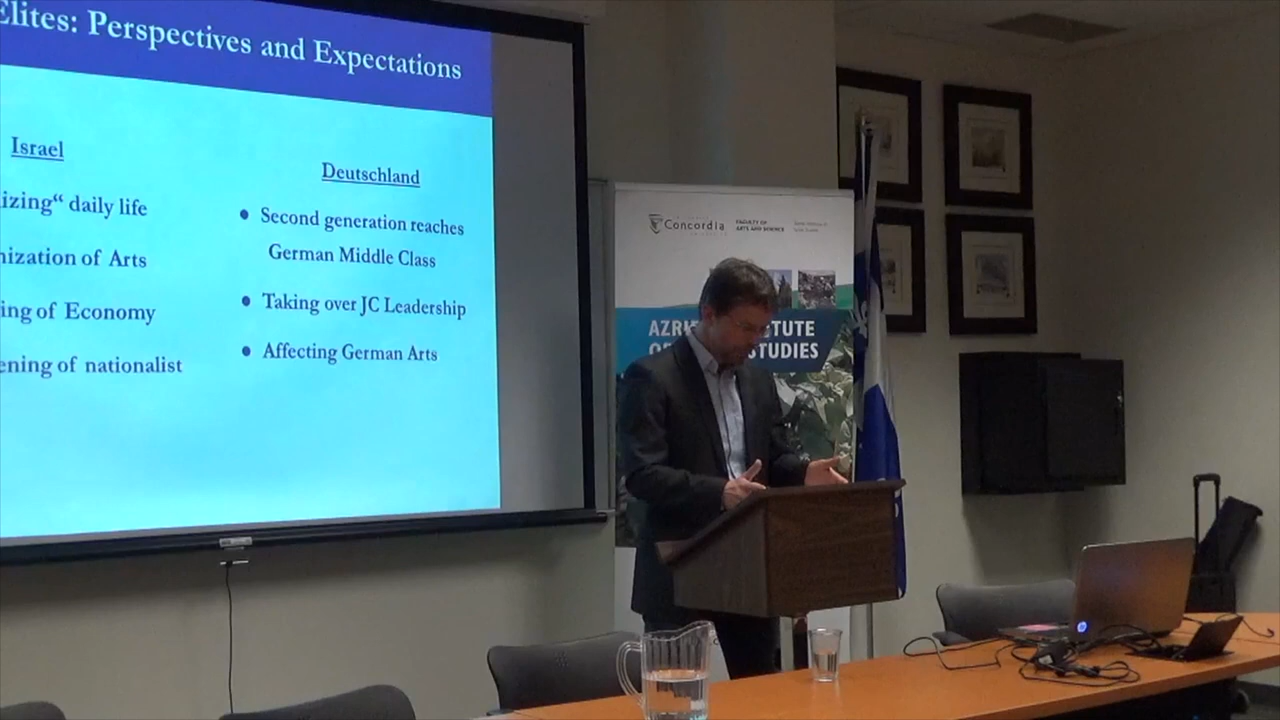 Elites: Perspectives and Expectations
Israel
izing“ daily life
nization of Arts
ing of Economy
ening of nationalist
Deutschland
● Second generation reaches
German Middle Class
● Taking over JC Leadership
● Affecting German Arts
Concordia
FACULTY OF
ARTS AND SCIENCE
STUDIES